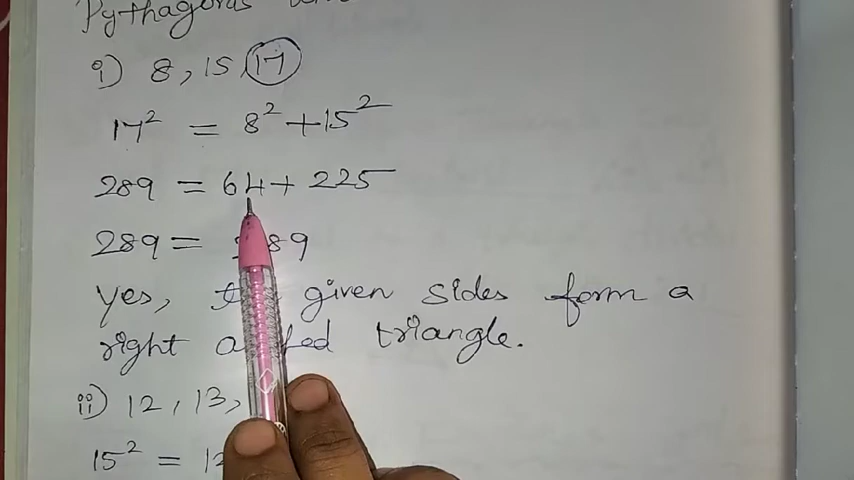 Pythagoras
i) 8, 15, 17
17² = 8² + 15²
289 = 64 + 225
289 = 89
Yes, given sides form a
right triangle.
ii) 12, 13,
15² =